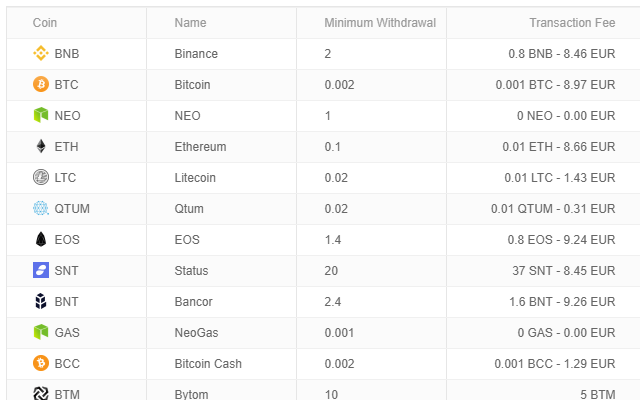 Coin Name Minimum Withdrawal Transaction Fee
BNB Binance 2 0.8 BNB - 8.46 EUR
BTC Bitcoin 0.002 0.001 BTC - 8.97 EUR
NEO NEO 1 0 NEO - 0.00 EUR
ETH Ethereum 0.1 0.01 ETH - 8.66 EUR
LTC Litecoin 0.02 0.01 LTC - 1.43 EUR
QTUM Qtum 0.02 0.01 QTUM - 0.31 EUR
EOS EOS 1.4 0.8 EOS - 9.24 EUR
SNT Status 20 37 SNT - 8.45 EUR
BNT Bancor 2.4 1.6 BNT - 9.26 EUR
GAS NeoGas 0.001 0 GAS - 0.00 EUR
BCC Bitcoin Cash 0.002 0.001 BCC - 1.29 EUR
BTM Bytom 10 5 BTM